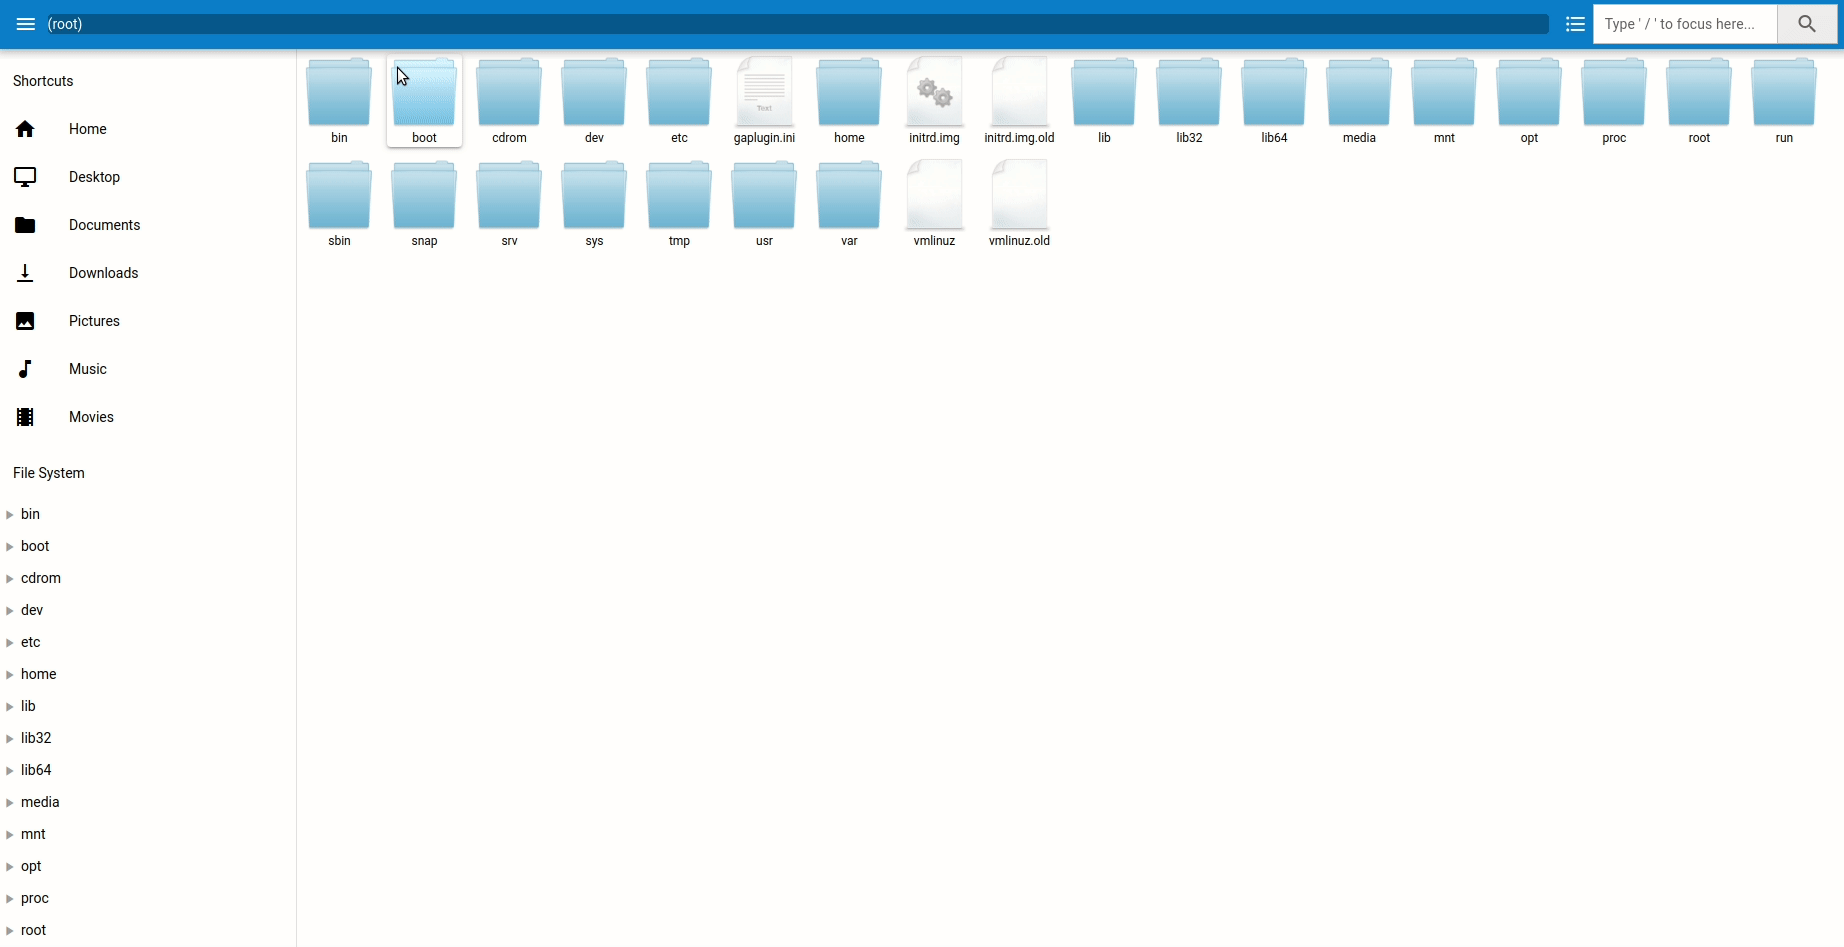 (root)
Type ' / ' to focus here...
Shortcuts
Home
Desktop
Documents
Downloads
Pictures
Music
Movies
File System
bin
boot
cdrom
dev
etc
home
lib
lib32
lib64
media
mnt
opt
proc
root
bin boot cdrom dev etc gaplugin.ini home initrd.img initrd.img.old lib lib32 lib64 media mnt opt proc root run
Text
sbin snap srv sys tmp usr var vmlinuz vmlinuz.old